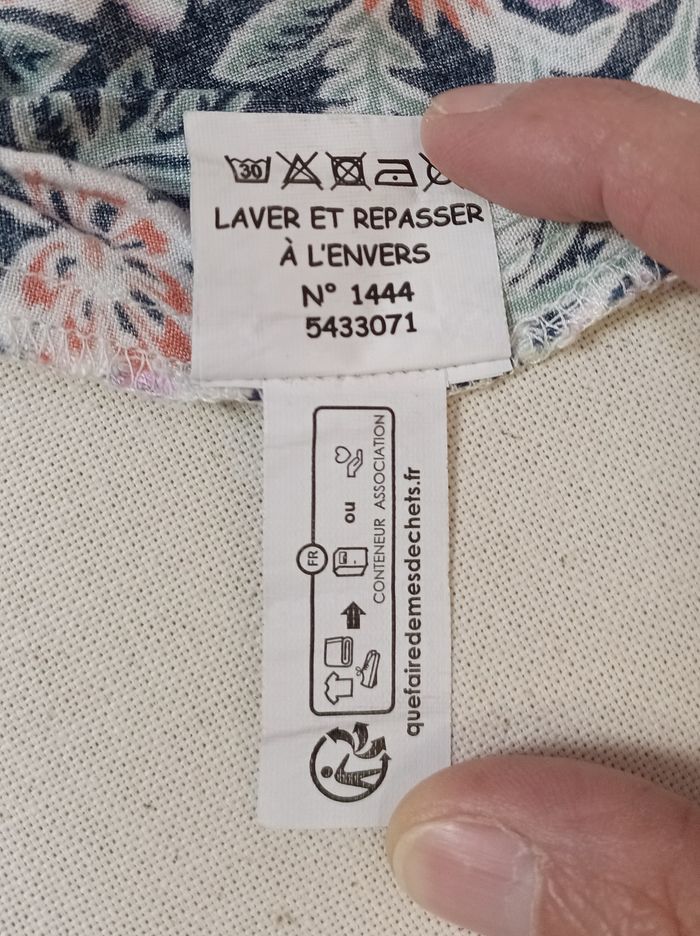 30
LAVER ET REPASSER
À L'ENVERS
N° 1444
5433071
FR
ou
CONTENEUR ASSOCIATION
quefairedemesdechets.fr